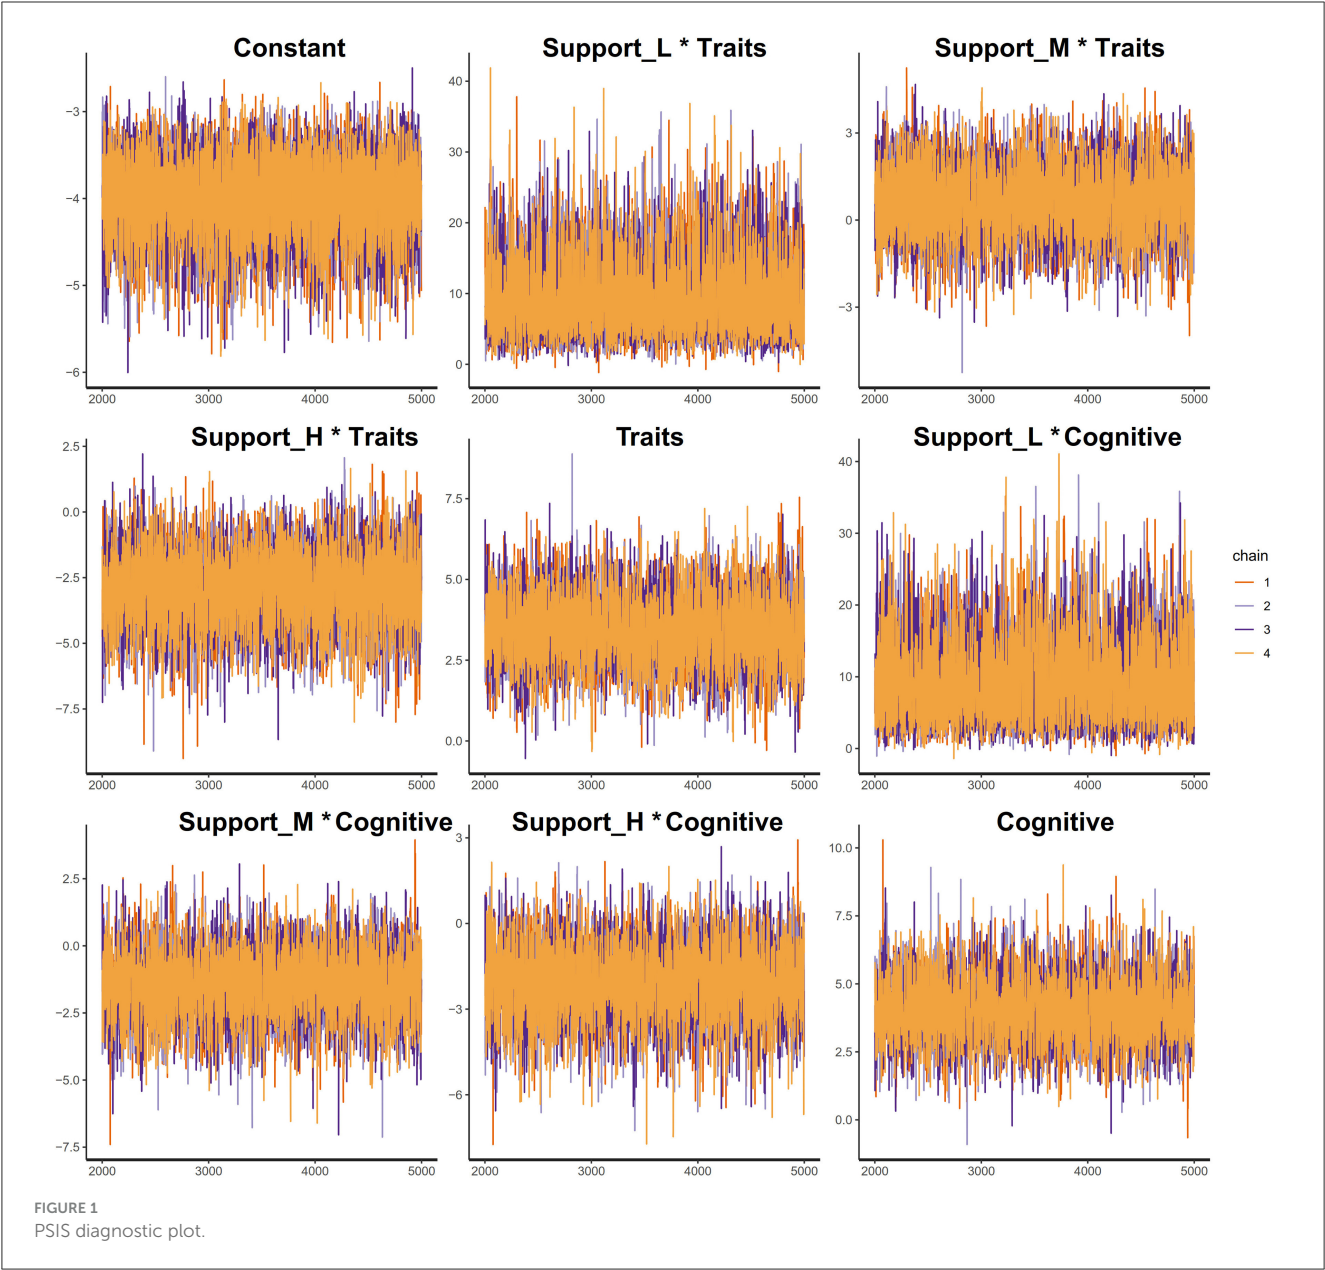 Constant
−3
−4
−5
−6
2000 3000 4000 5000
Support_L * Traits
40
30
20
10
0
2000 3000 4000 5000
Support_M * Traits
3
0
−3
2000 3000 4000 5000
Support_H * Traits
2.5
0.0
−2.5
−5.0
−7.5
2000 3000 4000 5000
Traits
7.5
5.0
2.5
0.0
2000 3000 4000 5000
Support_L * Cognitive
40
30
20
10
0
2000 3000 4000 5000
chain
1
2
3
4
Support_M * Cognitive
2.5
0.0
−2.5
−5.0
−7.5
2000 3000 4000 5000
Support_H * Cognitive
3
0
−3
−6
2000 3000 4000 5000
Cognitive
10.0
7.5
5.0
2.5
0.0
2000 3000 4000 5000
FIGURE 1
PSIS diagnostic plot.